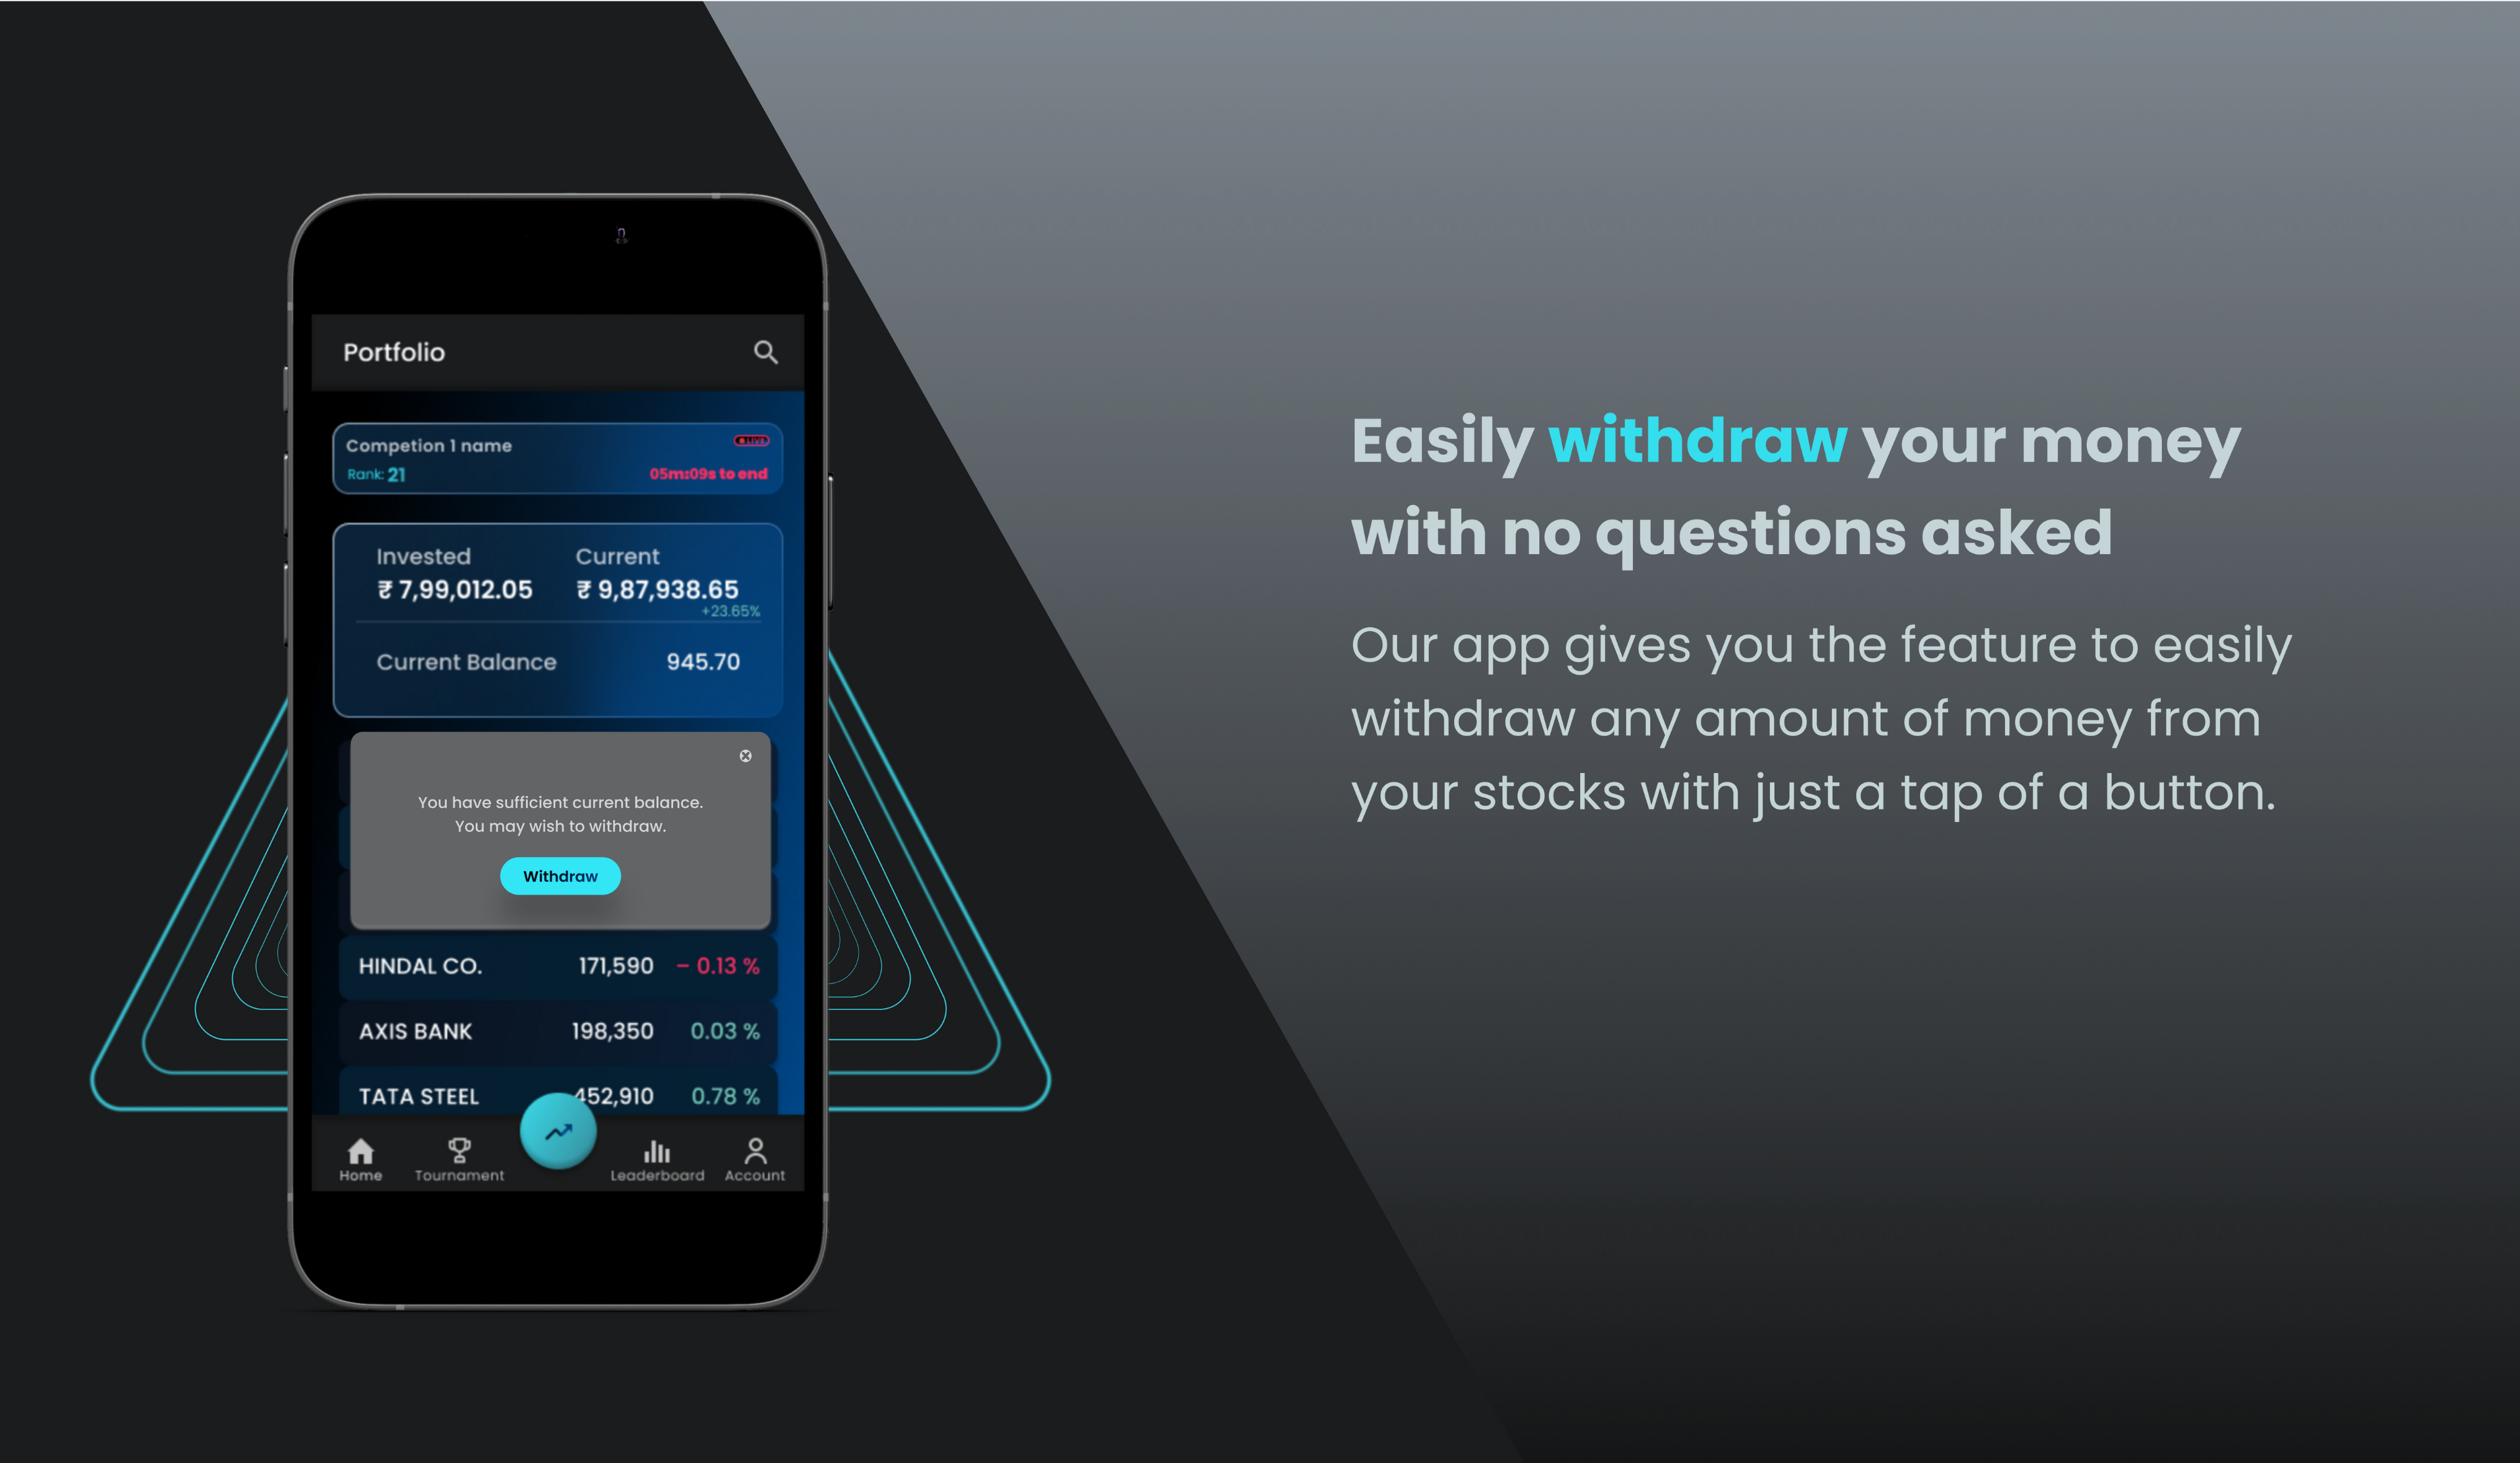 Portfolio
Competion 1 name
LIVE
Rank: 21
05m:09s to end
Invested
Current
₹ 7,99,012.05
₹ 9,87,938.65
+23.65%
Current Balance
945.70
You have sufficient current balance.
You may wish to withdraw.
Withdraw
HINDAL CO.
171,590
– 0.13 %
AXIS BANK
198,350
0.03 %
TATA STEEL
452,910
0.78 %
Home
Tournament
Leaderboard
Account
Easily withdraw your money
with no questions asked
Our app gives you the feature to easily
withdraw any amount of money from
your stocks with just a tap of a button.